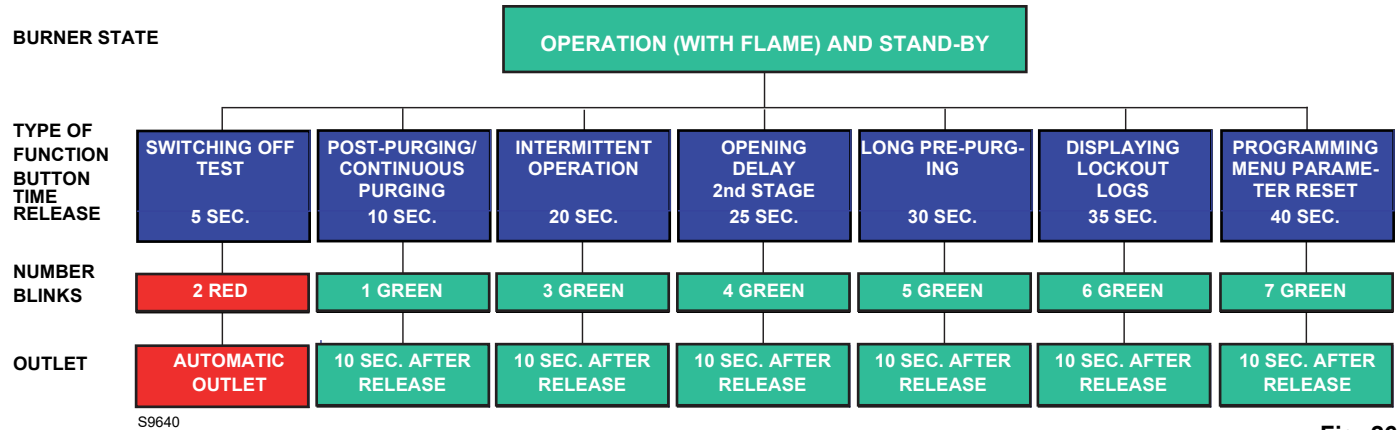 BURNER STATE
OPERATION (WITH FLAME) AND STAND-BY
TYPE OF
FUNCTION
BUTTON
TIME
RELEASE
SWITCHING OFF
TEST
5 SEC.
POST-PURGING/
CONTINUOUS
PURGING
10 SEC.
INTERMITTENT
OPERATION
20 SEC.
OPENING
DELAY
2nd STAGE
25 SEC.
LONG PRE-PURG-
ING
30 SEC.
DISPLAYING
LOCKOUT
LOGS
35 SEC.
PROGRAMMING
MENU PARAME-
TER RESET
40 SEC.
NUMBER
BLINKS
2 RED
1 GREEN
3 GREEN
4 GREEN
5 GREEN
6 GREEN
7 GREEN
OUTLET
AUTOMATIC
OUTLET
10 SEC. AFTER
RELEASE
10 SEC. AFTER
RELEASE
10 SEC. AFTER
RELEASE
10 SEC. AFTER
RELEASE
10 SEC. AFTER
RELEASE
10 SEC. AFTER
RELEASE
S9640